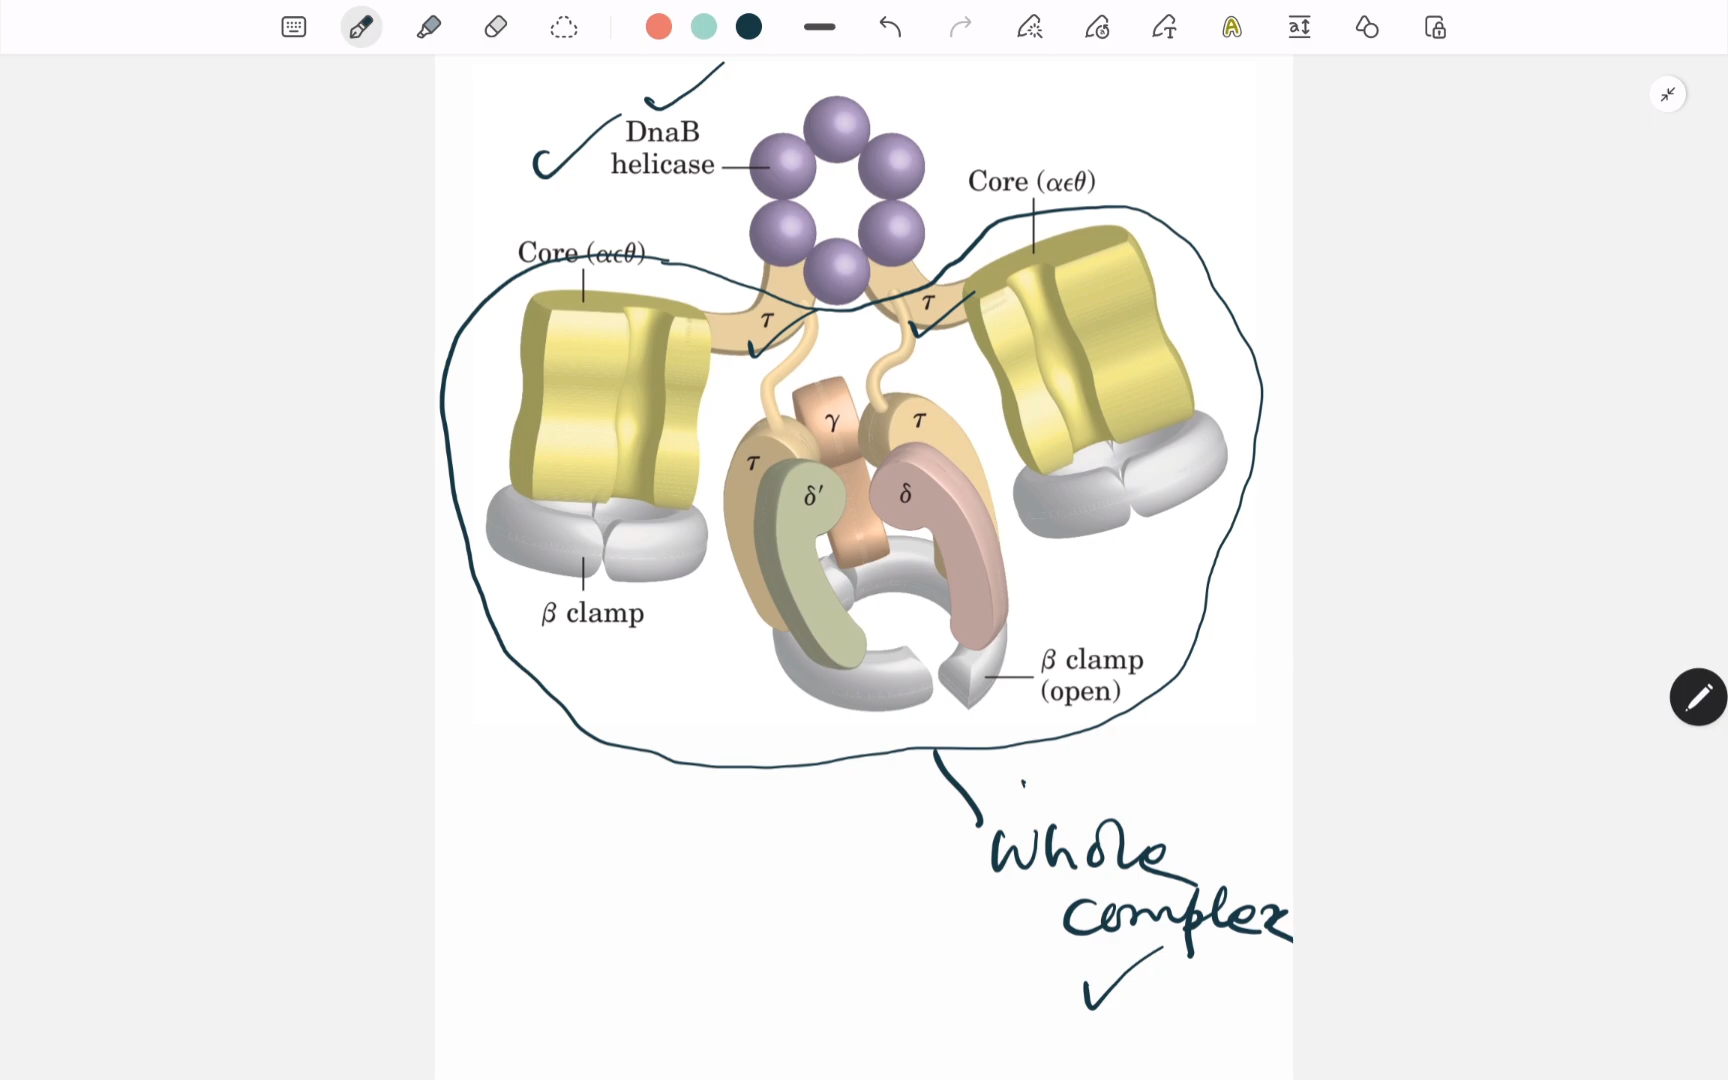 DnaB
helicase
Core (αϵθ)
Core (αϵθ)
τ
τ
γ
τ
τ
δ′
δ
β clamp
β clamp
(open)
whole
complex